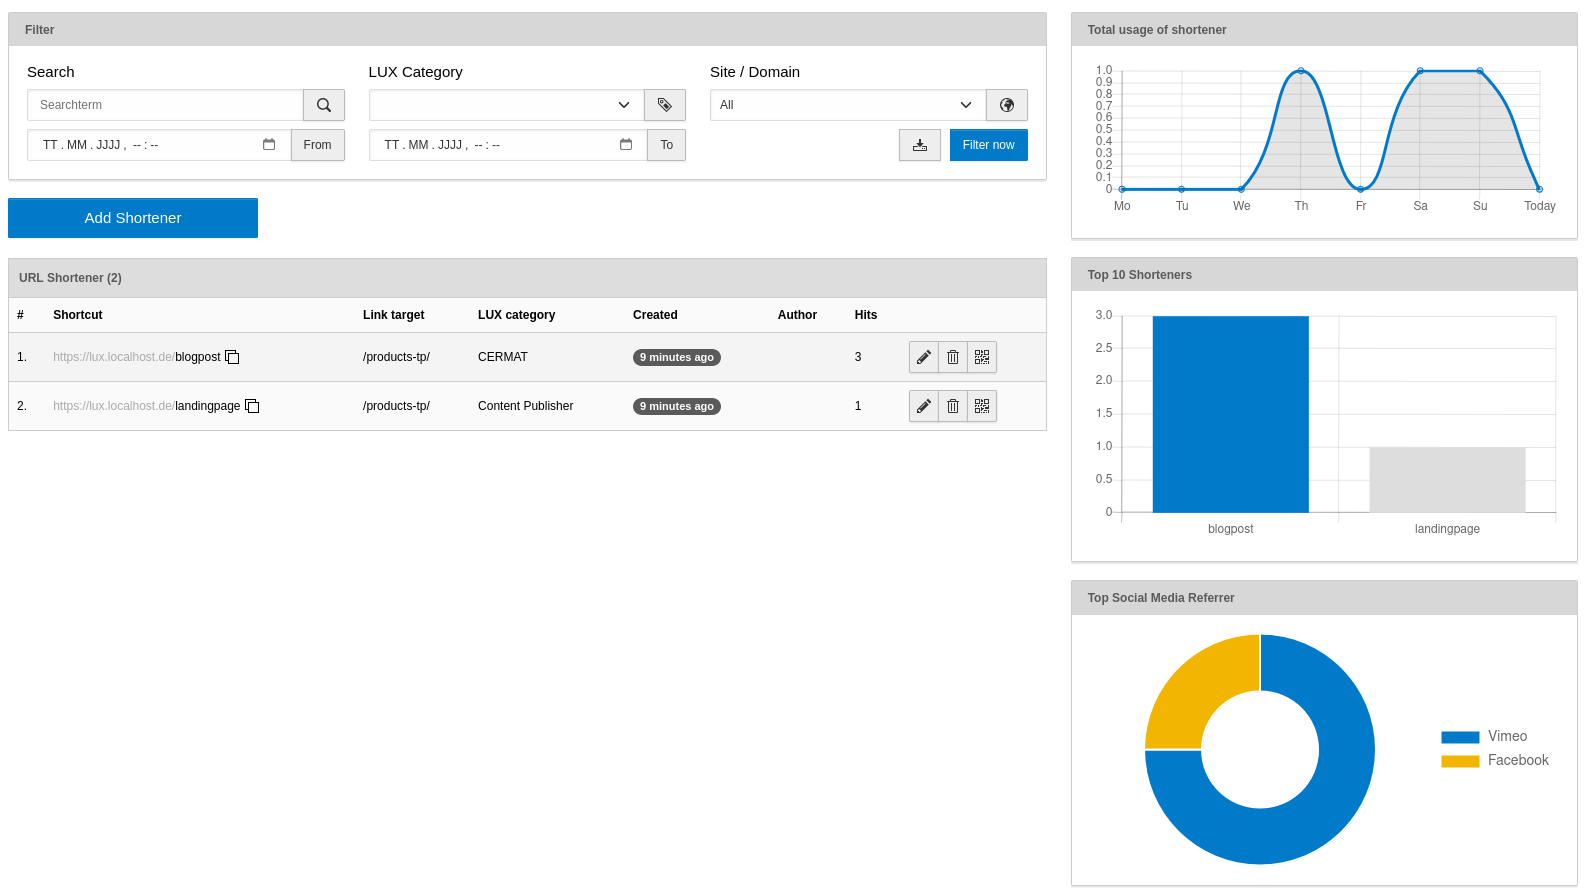 Filter
Search
LUX Category
Site / Domain
Searchterm
All
TT . MM . JJJJ , -- : --
From
TT . MM . JJJJ , -- : --
To
Filter now
Add Shortener
URL Shortener (2)
# Shortcut Link target LUX category Created Author Hits
1. https://lux.localhost.de/blogpost /products-tp/ CERMAT 9 minutes ago 3
2. https://lux.localhost.de/landingpage /products-tp/ Content Publisher 9 minutes ago 1
Total usage of shortener
1.0
0.9
0.8
0.7
0.6
0.5
0.4
0.3
0.2
0.1
0
Mo Tu We Th Fr Sa Su Today
Top 10 Shorteners
3.0
2.5
2.0
1.5
1.0
0.5
0
blogpost landingpage
Top Social Media Referrer
Vimeo
Facebook